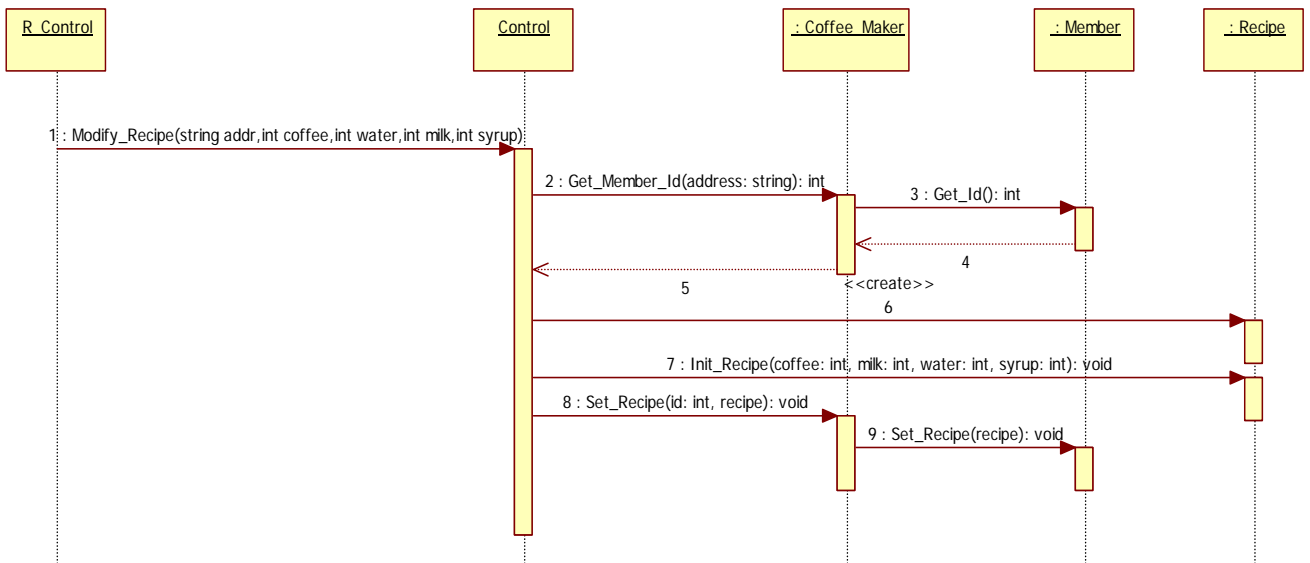 R_Control
Control
: Coffee_Maker
: Member
: Recipe
1 : Modify_Recipe(string addr,int coffee,int water,int milk,int syrup)
2 : Get_Member_Id(address: string): int
3 : Get_Id(): int
4
5
<<create>>
6
7 : Init_Recipe(coffee: int, milk: int, water: int, syrup: int): void
8 : Set_Recipe(id: int, recipe): void
9 : Set_Recipe(recipe): void